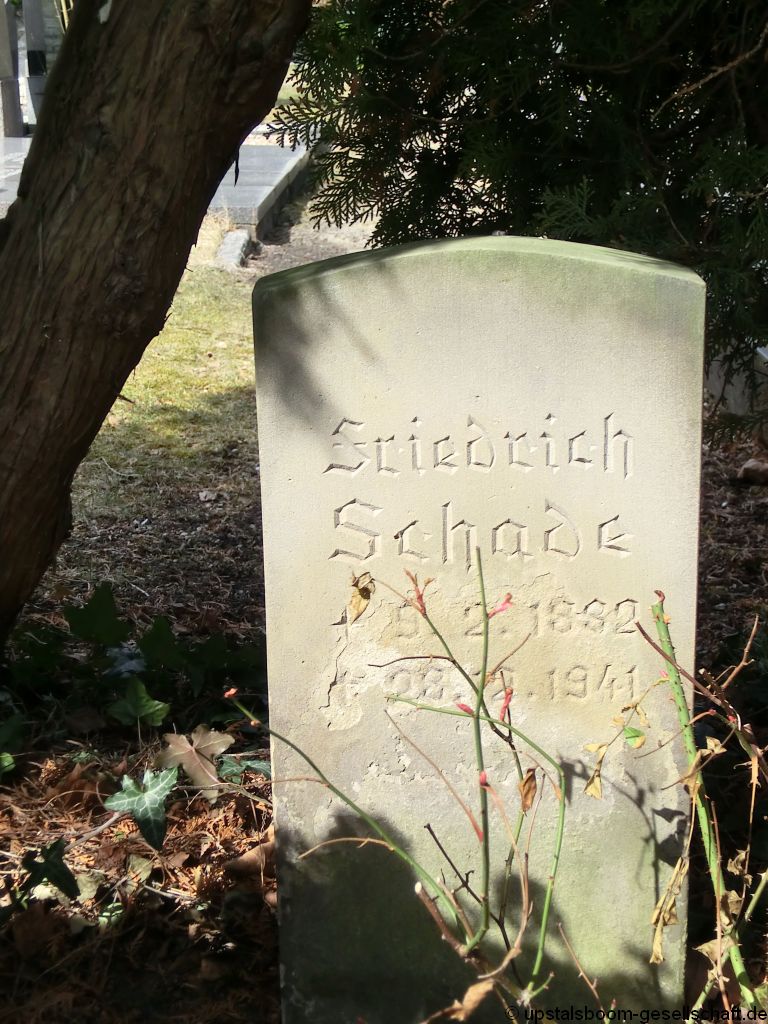 Friedrich
Schade
* 9. 2. 1882
1941
© upstalsboom-gesellschaft.de